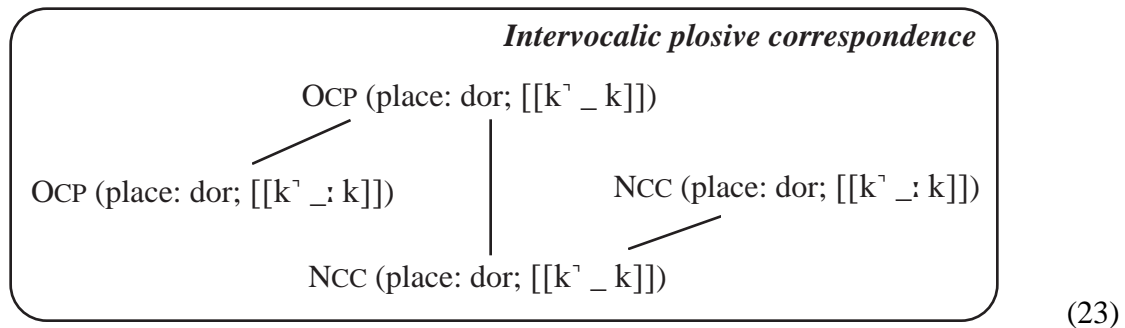 Intervocalic plosive correspondence
OCP (place: dor; [[k̚ _ k]])
OCP (place: dor; [[k̚ _ː k]])
NCC (place: dor; [[k̚ _ː k]])
NCC (place: dor; [[k̚ _ k]])
(23)